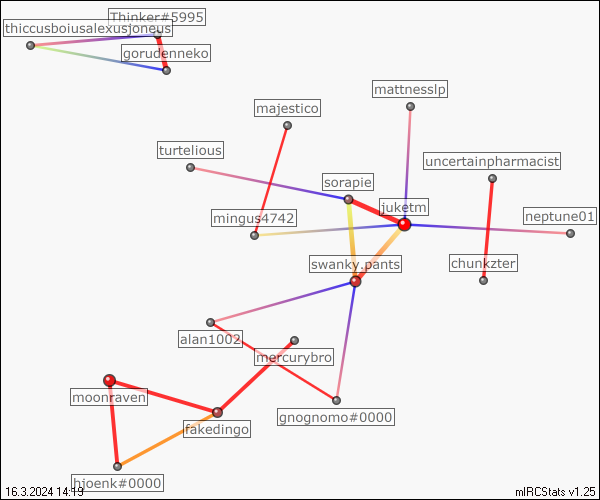 Thinker#5995
thiccusboiusalexusjoneus
gorudenneko
mattnesslp
majestico
turtelious
uncertainpharmacist
sorapie
juketm
mingus4742
neptune01
swanky.pants
chunkzter
alan1002
mercurybro
moonraven
gnognomo#0000
fakedingo
hjoenk#0000
16.3.2024 14:19
mIRCStats v1.25